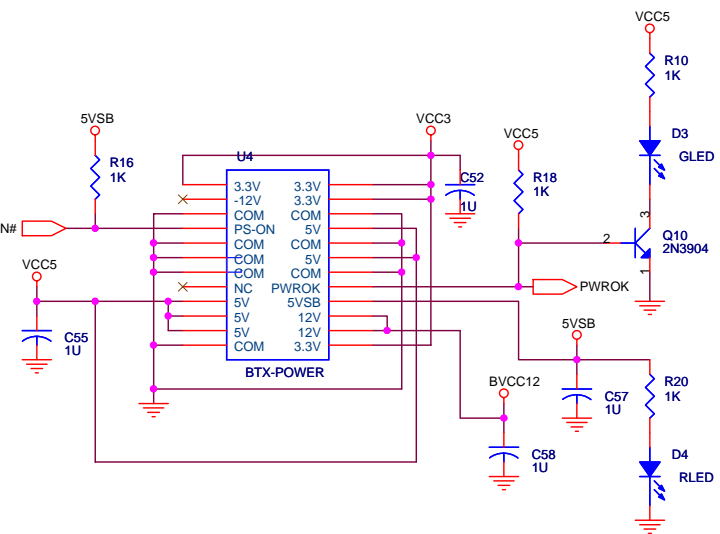 VCC5
R10
1K
D3
GLED
5VSB
R16
1K
VCC3
VCC5
U4
R18
1K
C52
1U
N#
3.3V
-12V
COM
PS-ON
COM
COM
COM
NC
5V
5V
5V
COM
3.3V
3.3V
COM
5V
COM
5V
COM
PWROK
5VSB
12V
12V
3.3V
BTX-POWER
3
2
1
Q10
2N3904
PWROK
VCC5
C55
1U
5VSB
C57
1U
R20
1K
BVCC12
C58
1U
D4
RLED